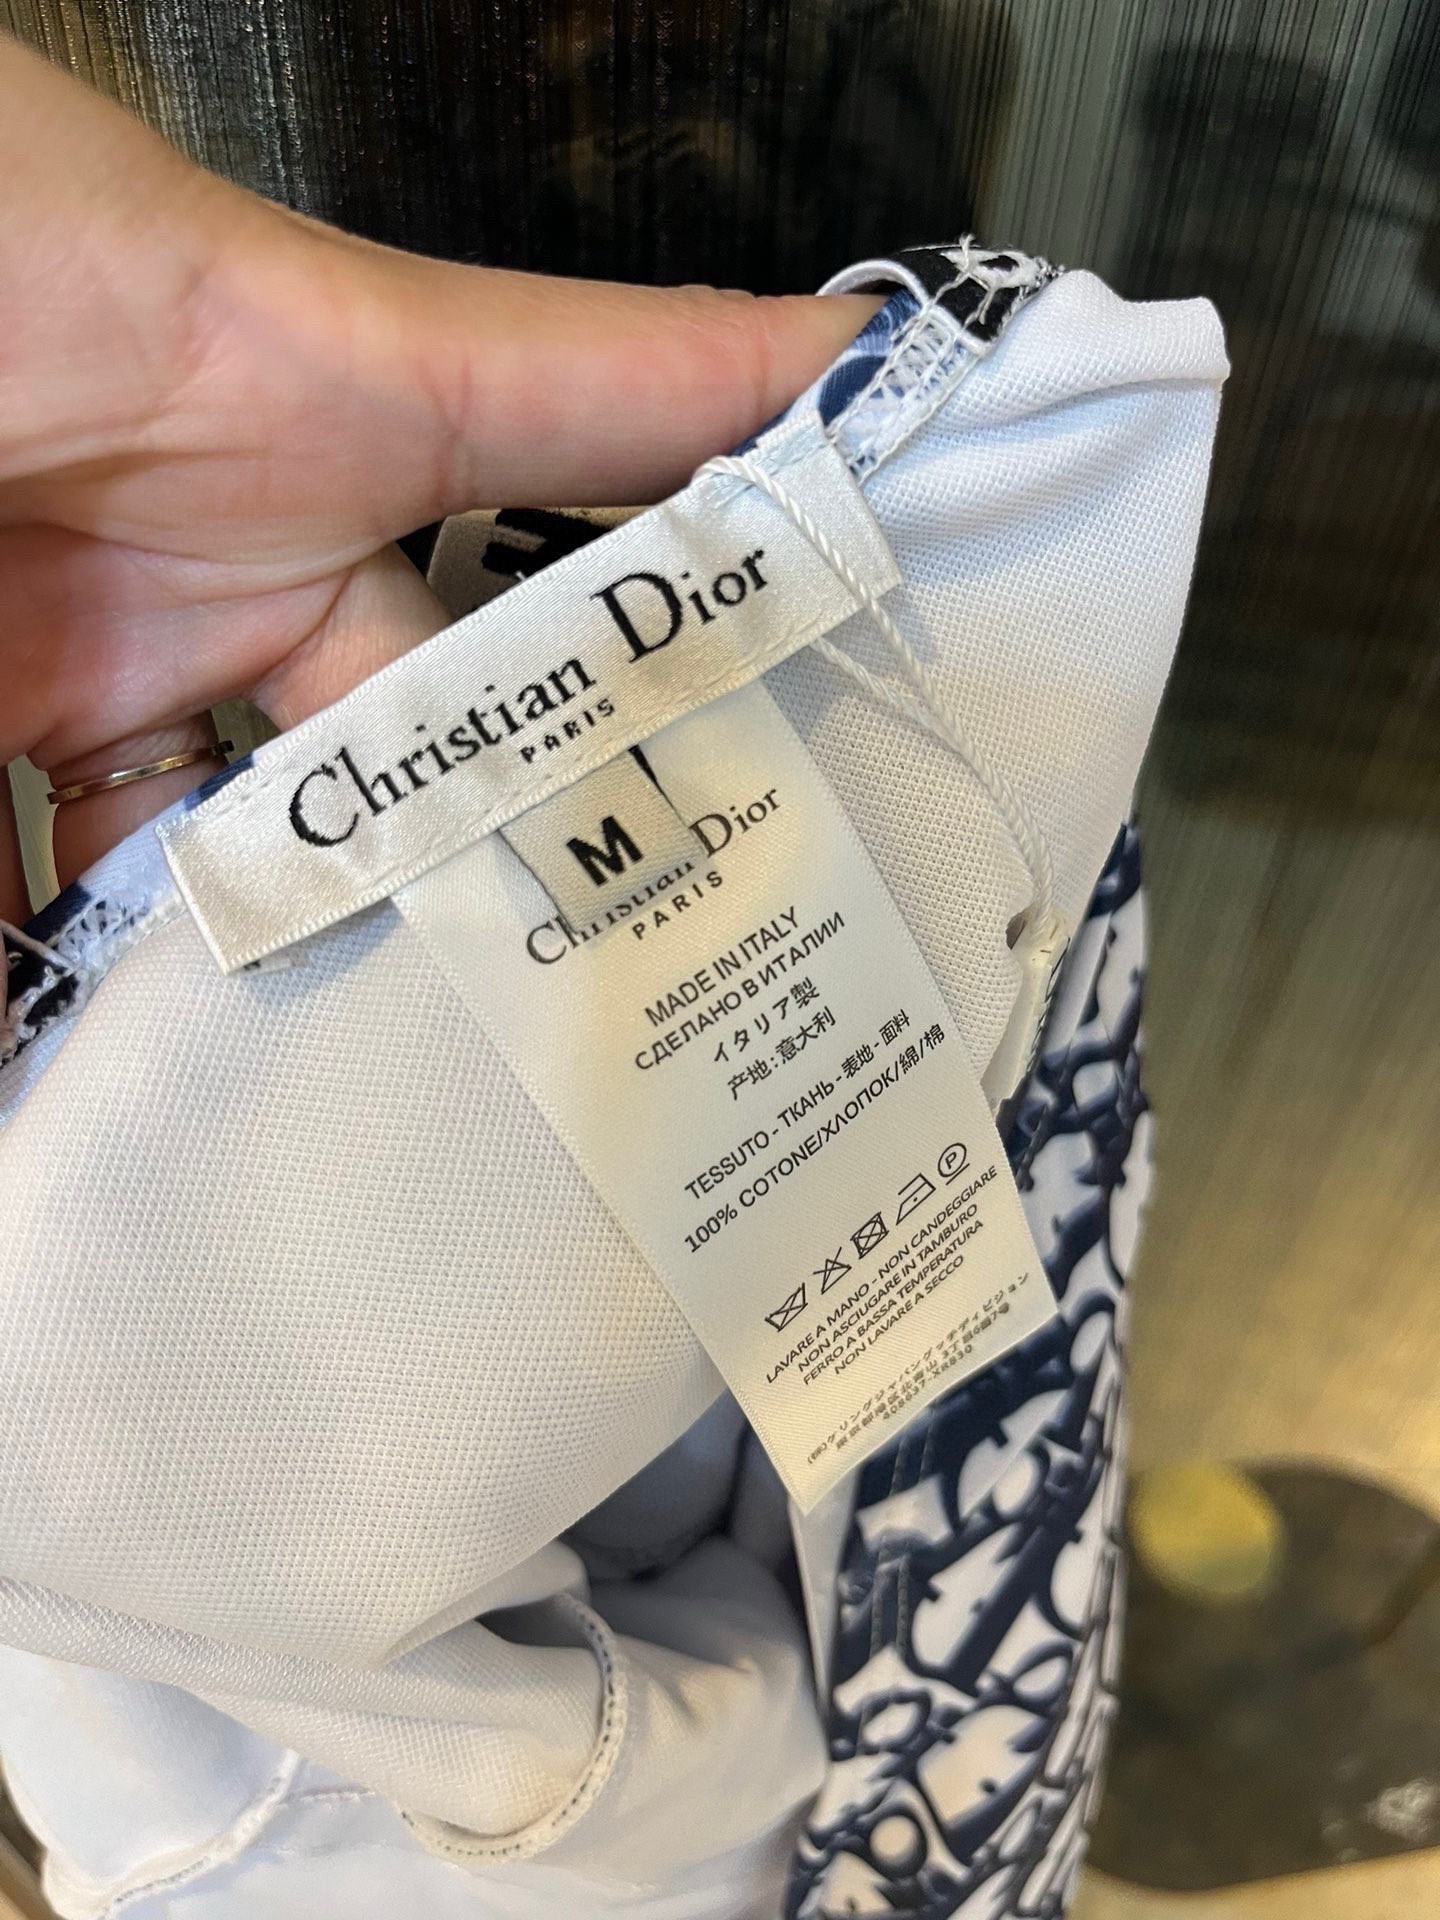 Christian Dior
PARIS
M
Christian Dior
PARIS
MADE IN ITALY
СДЕЛАНО В ИТАЛИИ
イタリア製
产地:意大利
TESSUTO - ТКАНЬ - 表地 - 面料
100% COTONE/ХЛОПОК/綿/棉
P
LAVARE A MANO - NON CANDEGGIARE
NON ASCIUGARE IN TAMBURO
FERRO A BASSA TEMPERATURA
NON LAVARE A SECCO